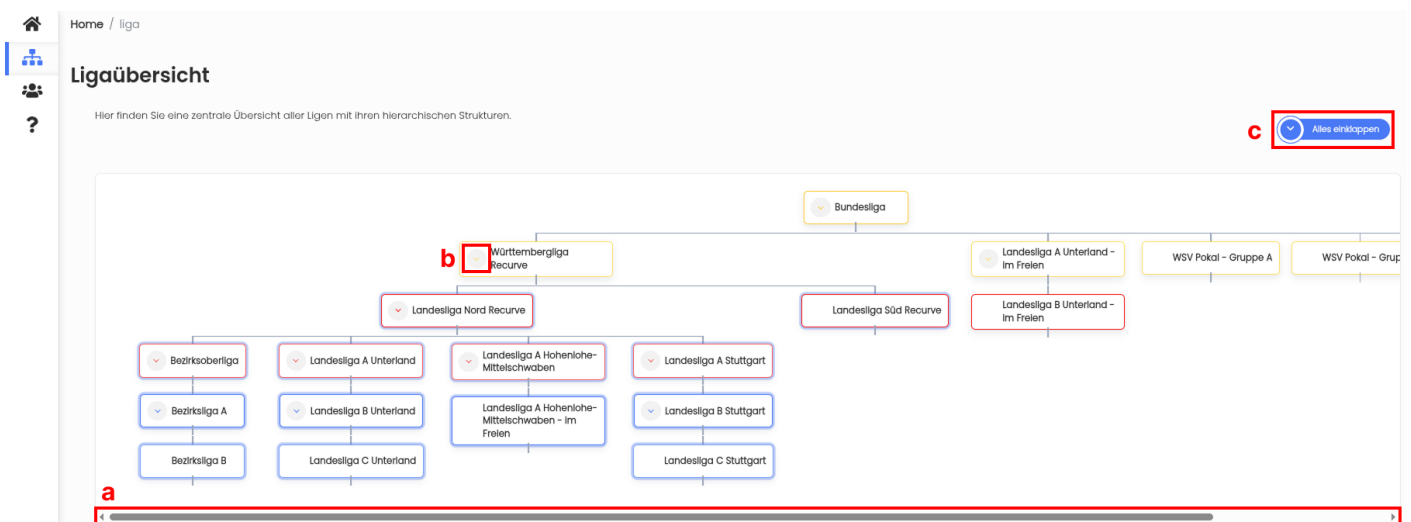 Home / liga
Ligaübersicht
Hier finden Sie eine zentrale Übersicht aller Ligen mit ihren hierarchischen Strukturen.
?
c
Alles einklappen
Bundesliga
b
Württembergliga
Recurve
Landesliga A Unterland -
im Freien
WSV Pokal - Gruppe A
WSV Pokal - Grup
Landesliga Nord Recurve
Landesliga Süd Recurve
Landesliga B Unterland -
im Freien
Bezirksoberliga
Landesliga A Unterland
Landesliga A Hohenlohe-
Mittelschwaben
Landesliga A Stuttgart
Bezirksliga A
Landesliga B Unterland
Landesliga A Hohenlohe-
Mittelschwaben - im
Freien
Landesliga B Stuttgart
Bezirksliga B
Landesliga C Unterland
Landesliga C Stuttgart
a